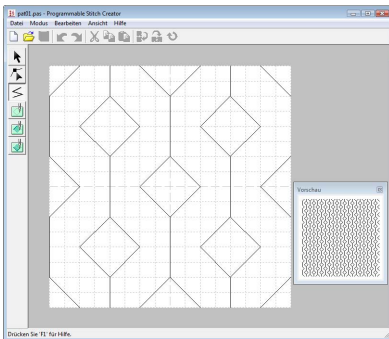 pat01.pas - Programmable Stitch Creator
Datei Modus Bearbeiten Ansicht Hilfe
Vorschau
Drücken Sie 'F1' für Hilfe.